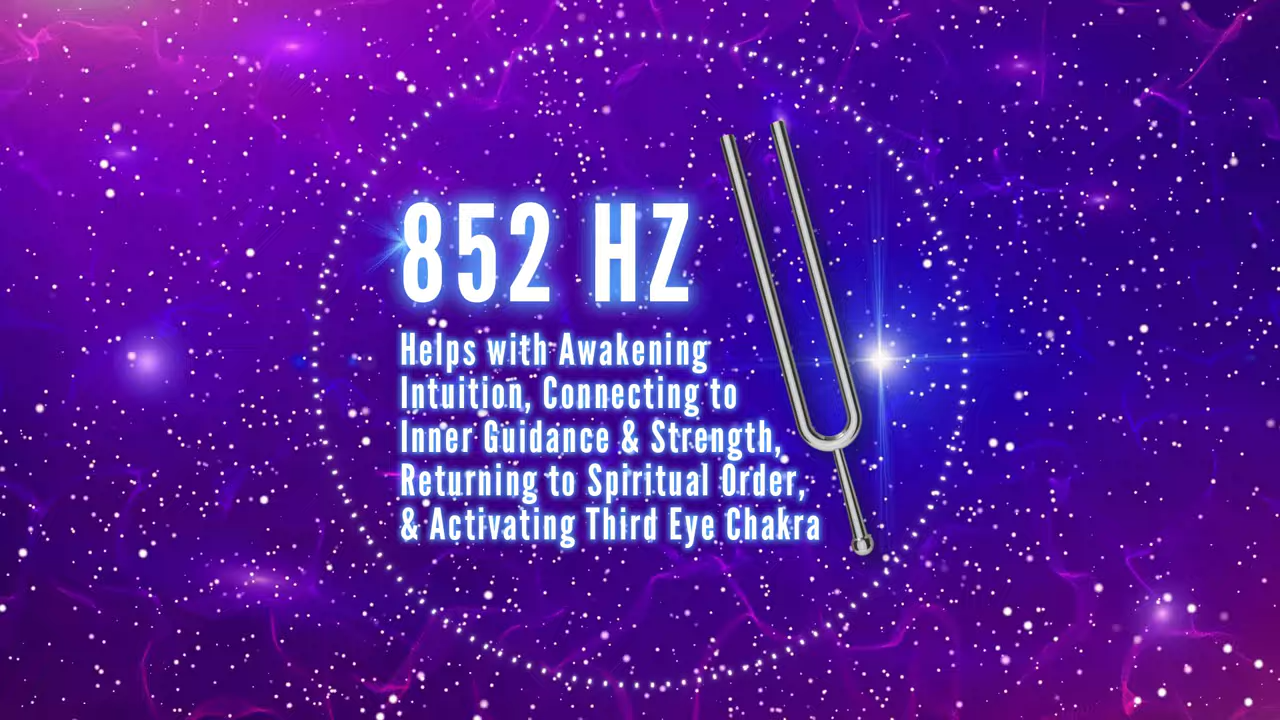 852 HZ
Helps with Awakening
Intuition, Connecting to
Inner Guidance & Strength,
Returning to Spiritual Order,
& Activating Third Eye Chakra